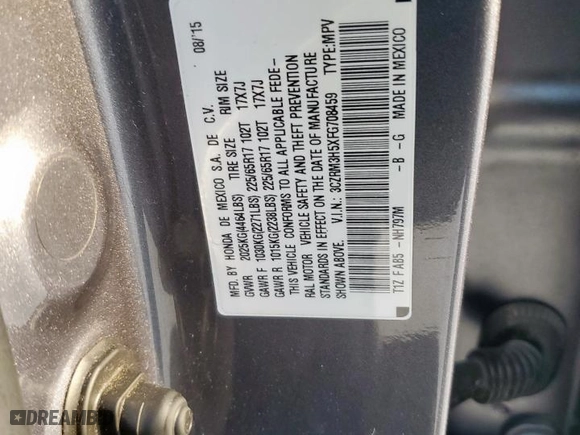 MFD. BY HONDA DE MEXICO S.A. DE C.V. 08/'15
GVWR 2025KG(4464LBS) TIRE SIZE RIM SIZE
GAWR F 1030KG(2271LBS) 225/65R17 102T 17X7J
GAWR R 1015KG(2238LBS) 225/65R17 102T 17X7J
THIS VEHICLE CONFORMS TO ALL APPLICABLE FEDE-
RAL MOTOR VEHICLE SAFETY AND THEFT PREVENTION
STANDARDS IN EFFECT ON THE DATE OF MANUFACTURE
SHOWN ABOVE. V.I.N.: 3CZRM3H5XFG708459 TYPE:MPV
T1Z FAB5 -NH797M -B -G MADE IN MEXICO